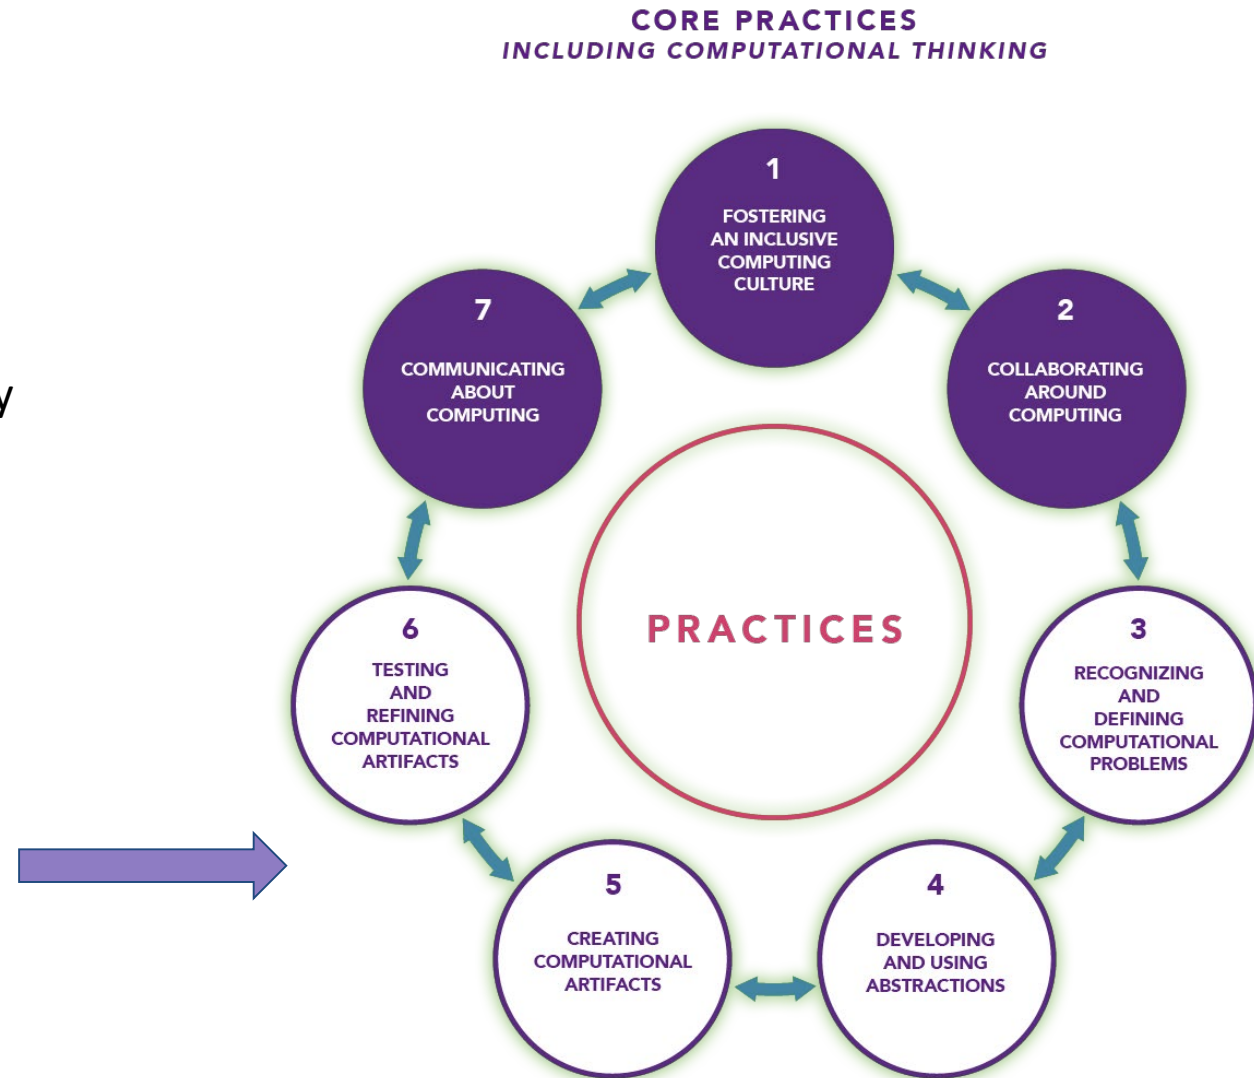 CORE PRACTICES
INCLUDING COMPUTATIONAL THINKING
1
FOSTERING
AN INCLUSIVE
COMPUTING
CULTURE
2
COLLABORATING
AROUND
COMPUTING
3
RECOGNIZING
AND
DEFINING
COMPUTATIONAL
PROBLEMS
4
DEVELOPING
AND USING
ABSTRACTIONS
5
CREATING
COMPUTATIONAL
ARTIFACTS
6
TESTING
AND
REFINING
COMPUTATIONAL
ARTIFACTS
7
COMMUNICATING
ABOUT
COMPUTING
PRACTICES
y